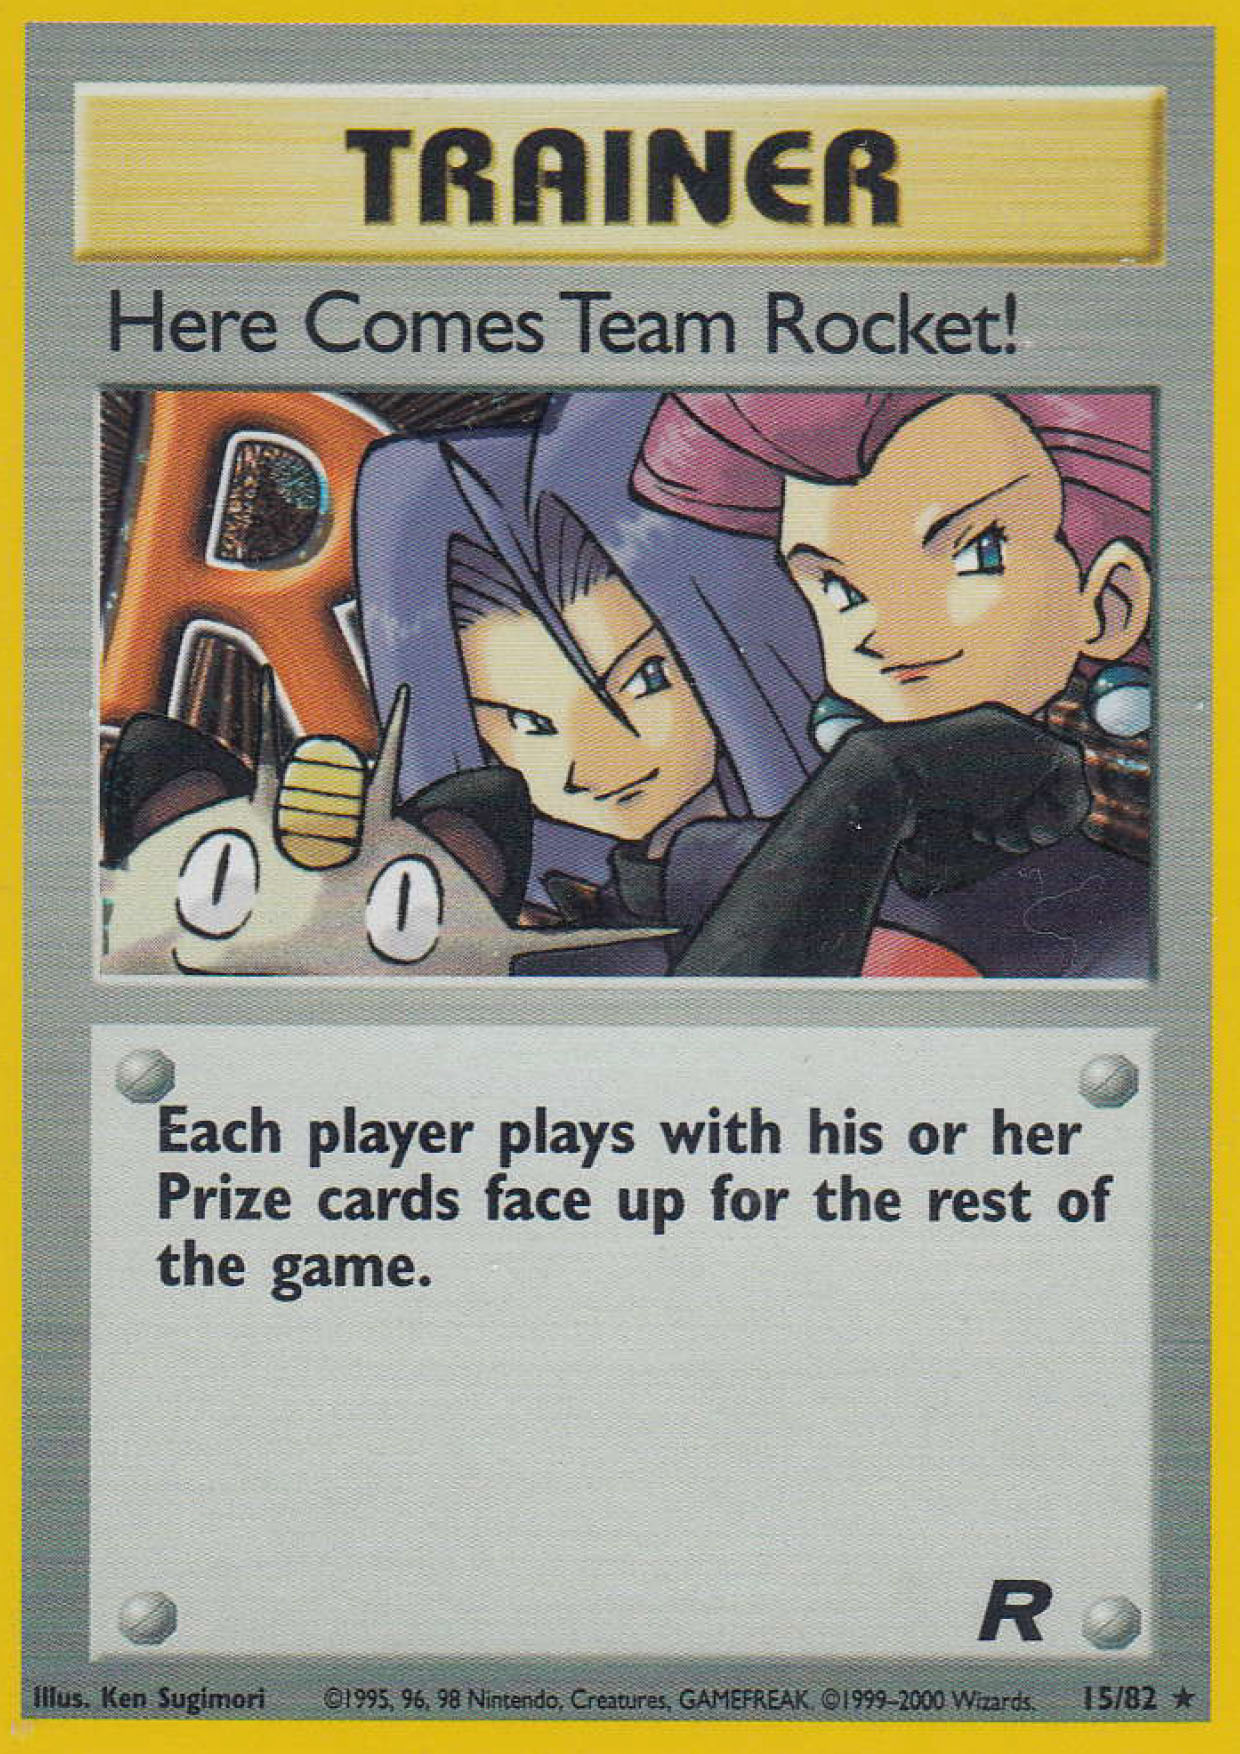 TRAINER
Here Comes Team Rocket!
R
Each player plays with his or her
Prize cards face up for the rest of
the game.
R
Illus. Ken Sugimori ©1995, 96, 98 Nintendo, Creatures, GAMEFREAK. ©1999–2000 Wizards. 15/82 ★